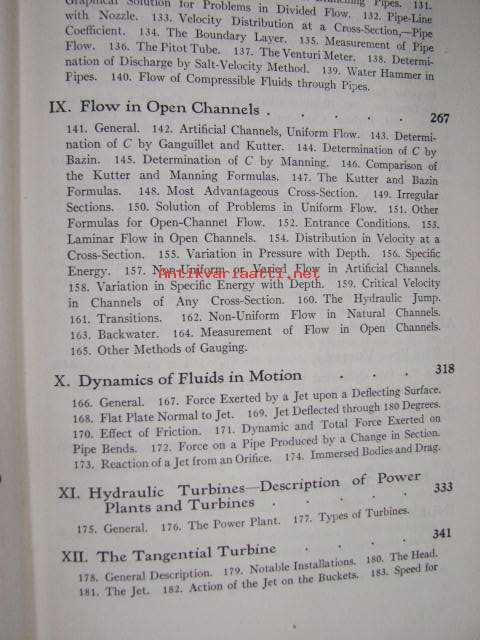 Graphical Solution for Problems in Divided Flow. 132. Pipe-Line
with Nozzle. 133. Velocity Distribution at a Cross-Section,—Pipe
Coefficient. 134. The Boundary Layer. 135. Measurement of Pipe
Flow. 136. The Pitot Tube. 137. The Venturi Meter. 138. Determi-
nation of Discharge by Salt-Velocity Method. 139. Water Hammer in
Pipes. 140. Flow of Compressible Fluids through Pipes.
IX. Flow in Open Channels . . . . . . 267
141. General. 142. Artificial Channels, Uniform Flow. 143. Determi-
nation of C by Ganguillet and Kutter. 144. Determination of C by
Bazin. 145. Determination of C by Manning. 146. Comparison of
the Kutter and Manning Formulas. 147. The Kutter and Bazin
Formulas. 148. Most Advantageous Cross-Section. 149. Irregular
Sections. 150. Solution of Problems in Uniform Flow. 151. Other
Formulas for Open-Channel Flow. 152. Entrance Conditions. 153.
Laminar Flow in Open Channels. 154. Distribution in Velocity at a
Cross-Section. 155. Variation in Pressure with Depth. 156. Specific
Energy. 157. Non-Uniform or Varied Flow in Artificial Channels.
Antikvariaatti.net
158. Variation in Specific Energy with Depth. 159. Critical Velocity
in Channels of Any Cross-Section. 160. The Hydraulic Jump.
161. Transitions. 162. Non-Uniform Flow in Natural Channels.
163. Backwater. 164. Measurement of Flow in Open Channels.
165. Other Methods of Gauging.
X. Dynamics of Fluids in Motion . . . 318
166. General. 167. Force Exerted by a Jet upon a Deflecting Surface.
168. Flat Plate Normal to Jet. 169. Jet Deflected through 180 Degrees.
170. Effect of Friction. 171. Dynamic and Total Force Exerted on
Pipe Bends. 172. Force on a Pipe Produced by a Change in Section.
173. Reaction of a Jet from an Orifice. 174. Immersed Bodies and Drag.
XI. Hydraulic Turbines—Description of Power
Plants and Turbines . . . . . 333
175. General. 176. The Power Plant. 177. Types of Turbines.
XII. The Tangential Turbine . . . . 341
178. General Description. 179. Notable Installations. 180. The Head.
181. The Jet. 182. Action of the Jet on the Buckets. 183. Speed for